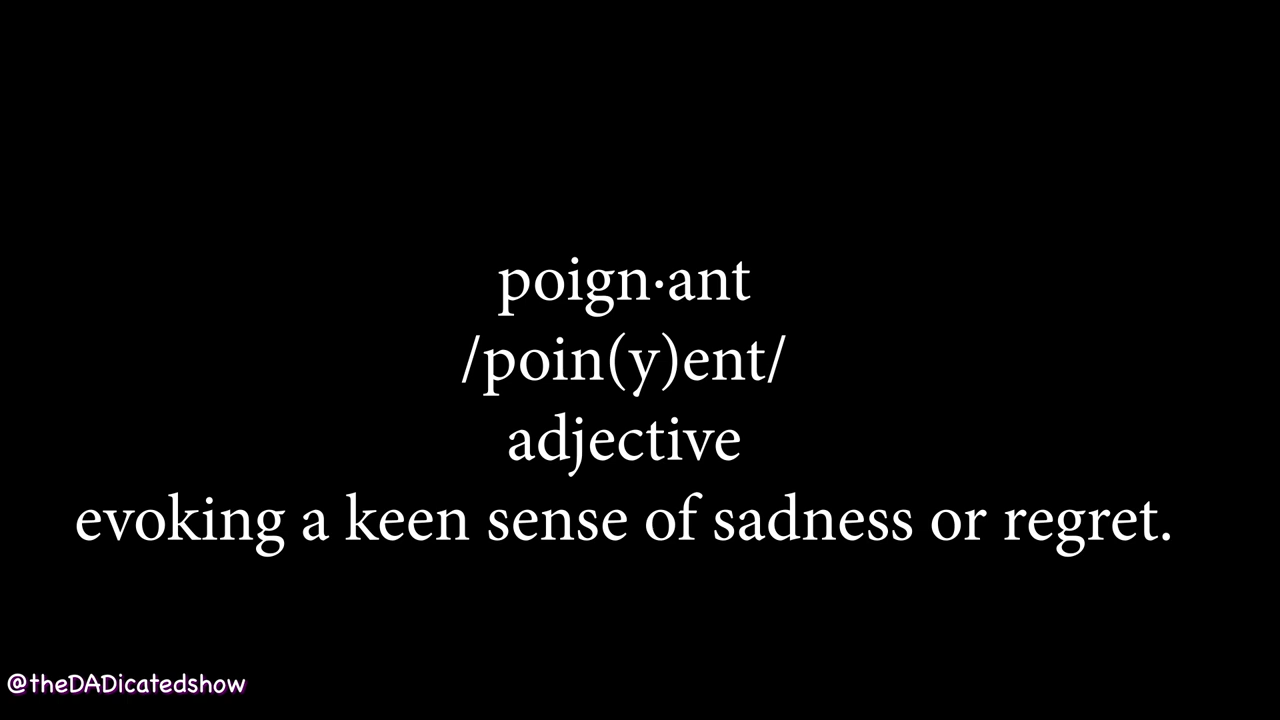 poign·ant
/poin(y)ent/
adjective
evoking a keen sense of sadness or regret.
@theDADicatedshow